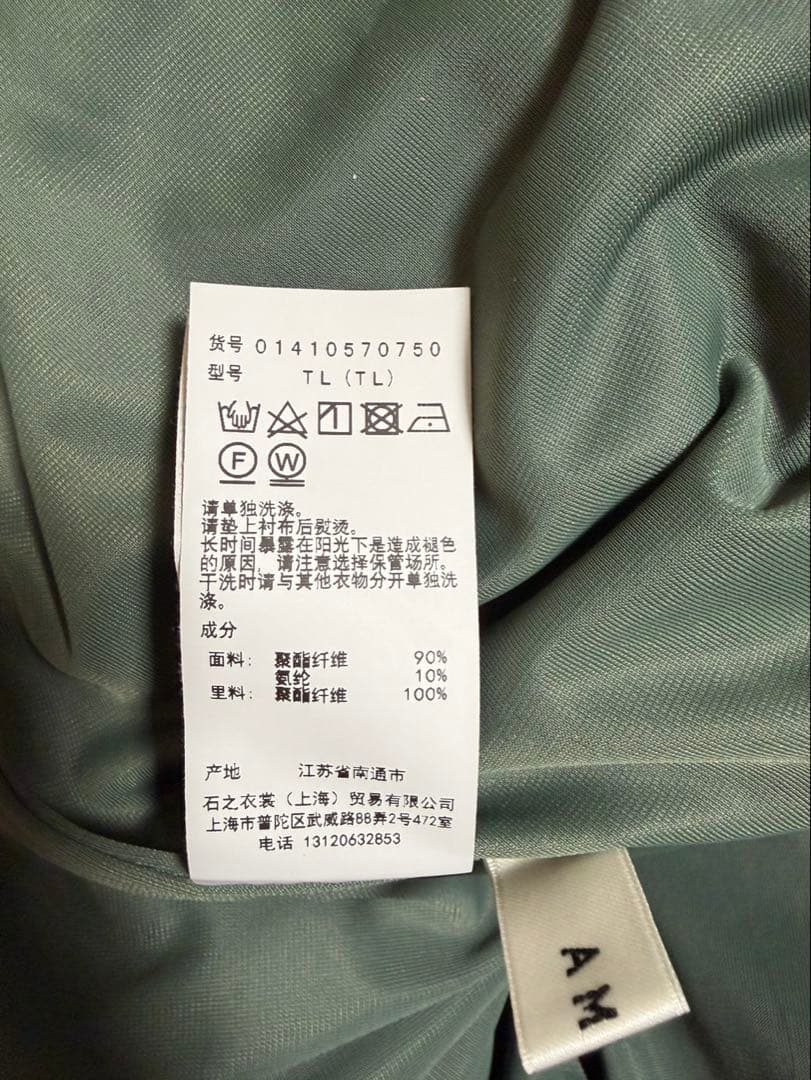 货号 01410570750
型号 TL (TL)
F W
请单独洗涤。
请垫上衬布后熨烫。
长时间暴露在阳光下是造成褪色
的原因，请注意选择保管场所。
干洗时请与其他衣物分开单独洗
涤。
成分
面料: 聚酯纤维 90%
氨纶 10%
里料: 聚酯纤维 100%
产地 江苏省南通市
石之衣裳（上海）贸易有限公司
上海市普陀区武威路88弄2号472室
电话 13120632853
AM